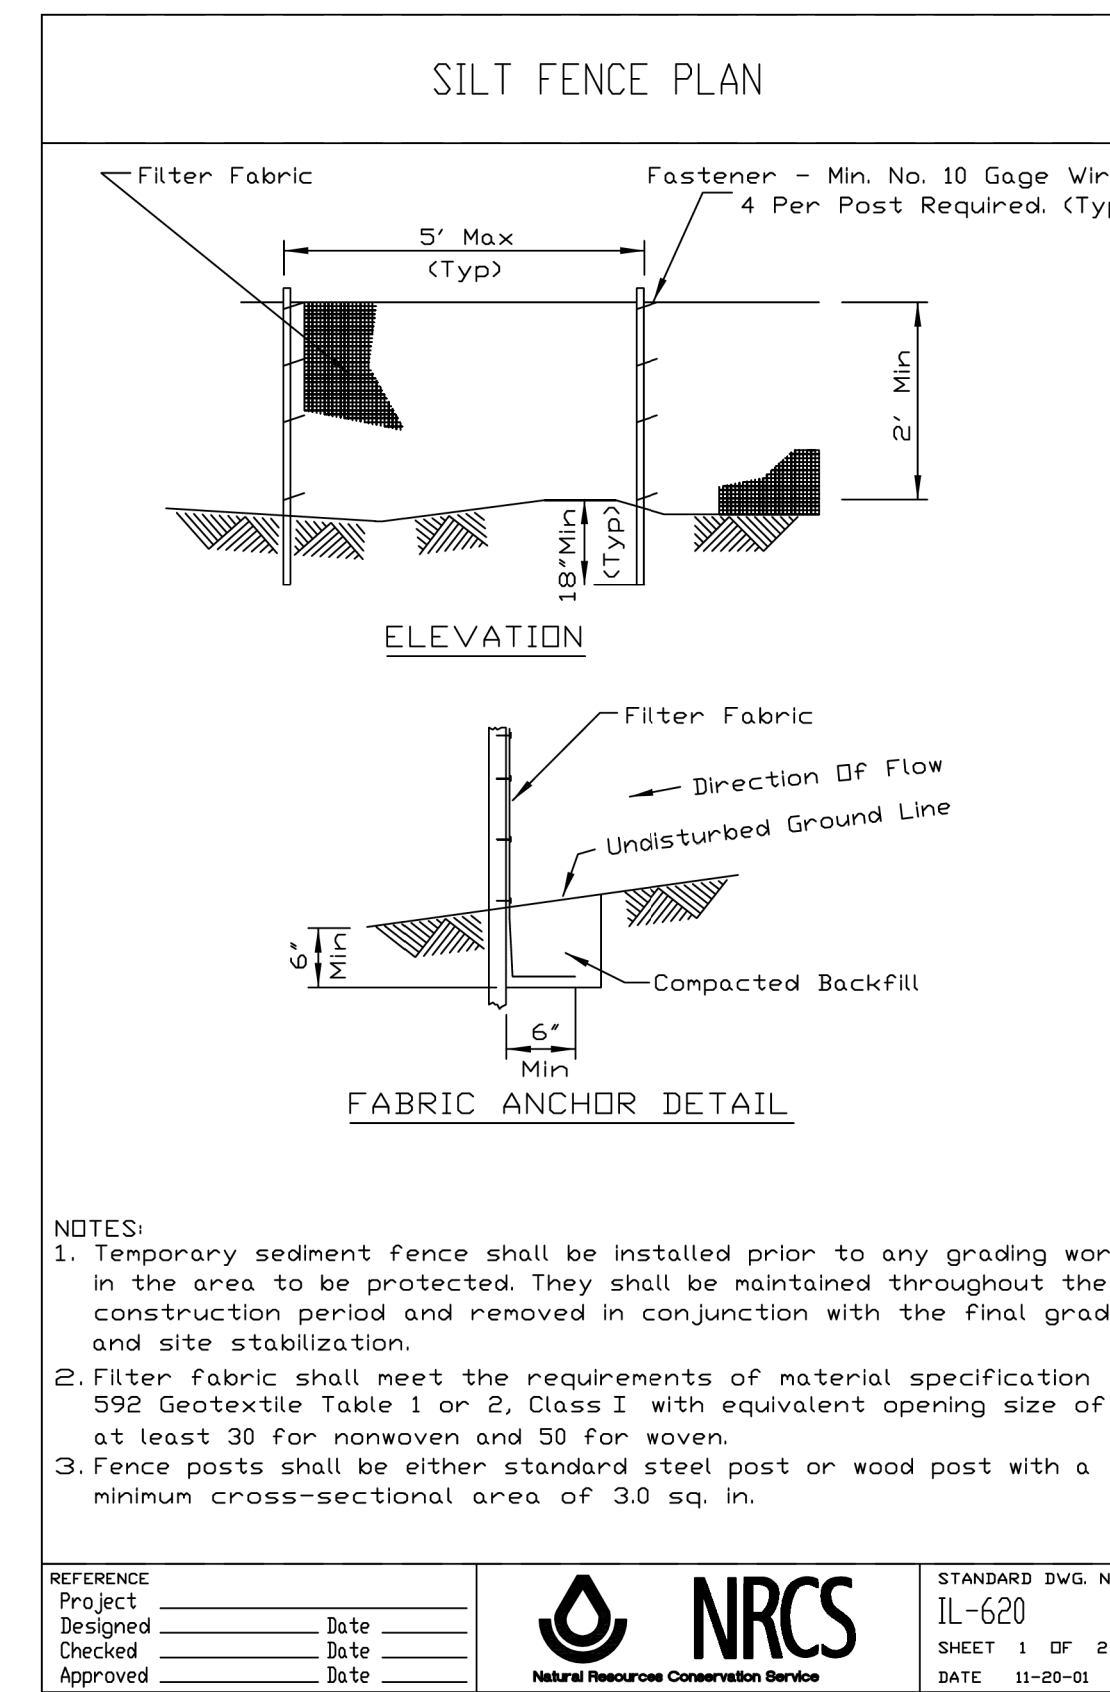 SILT FENCE PLAN
Filter Fabric
Fastener - Min. No. 10 Gage Wir
4 Per Post Required. (Typ
5' Max
(Typ)
2' Min
18" Min
(Typ)
ELEVATION
Filter Fabric
Direction Of Flow
Undisturbed Ground Line
6"
Min
Compacted Backfill
6"
Min
FABRIC ANCHOR DETAIL
NOTES:
1. Temporary sediment fence shall be installed prior to any grading wor
in the area to be protected. They shall be maintained throughout the
construction period and removed in conjunction with the final grad
and site stabilization.
2. Filter fabric shall meet the requirements of material specification
592 Geotextile Table 1 or 2, Class I with equivalent opening size of
at least 30 for nonwoven and 50 for woven.
3. Fence posts shall be either standard steel post or wood post with a
minimum cross-sectional area of 3.0 sq. in.
REFERENCE
Project
Designed Date
Checked Date
Approved Date
NRCS
Natural Resources Conservation Service
STANDARD DWG. N
IL-620
SHEET 1 OF 2
DATE 11-20-01